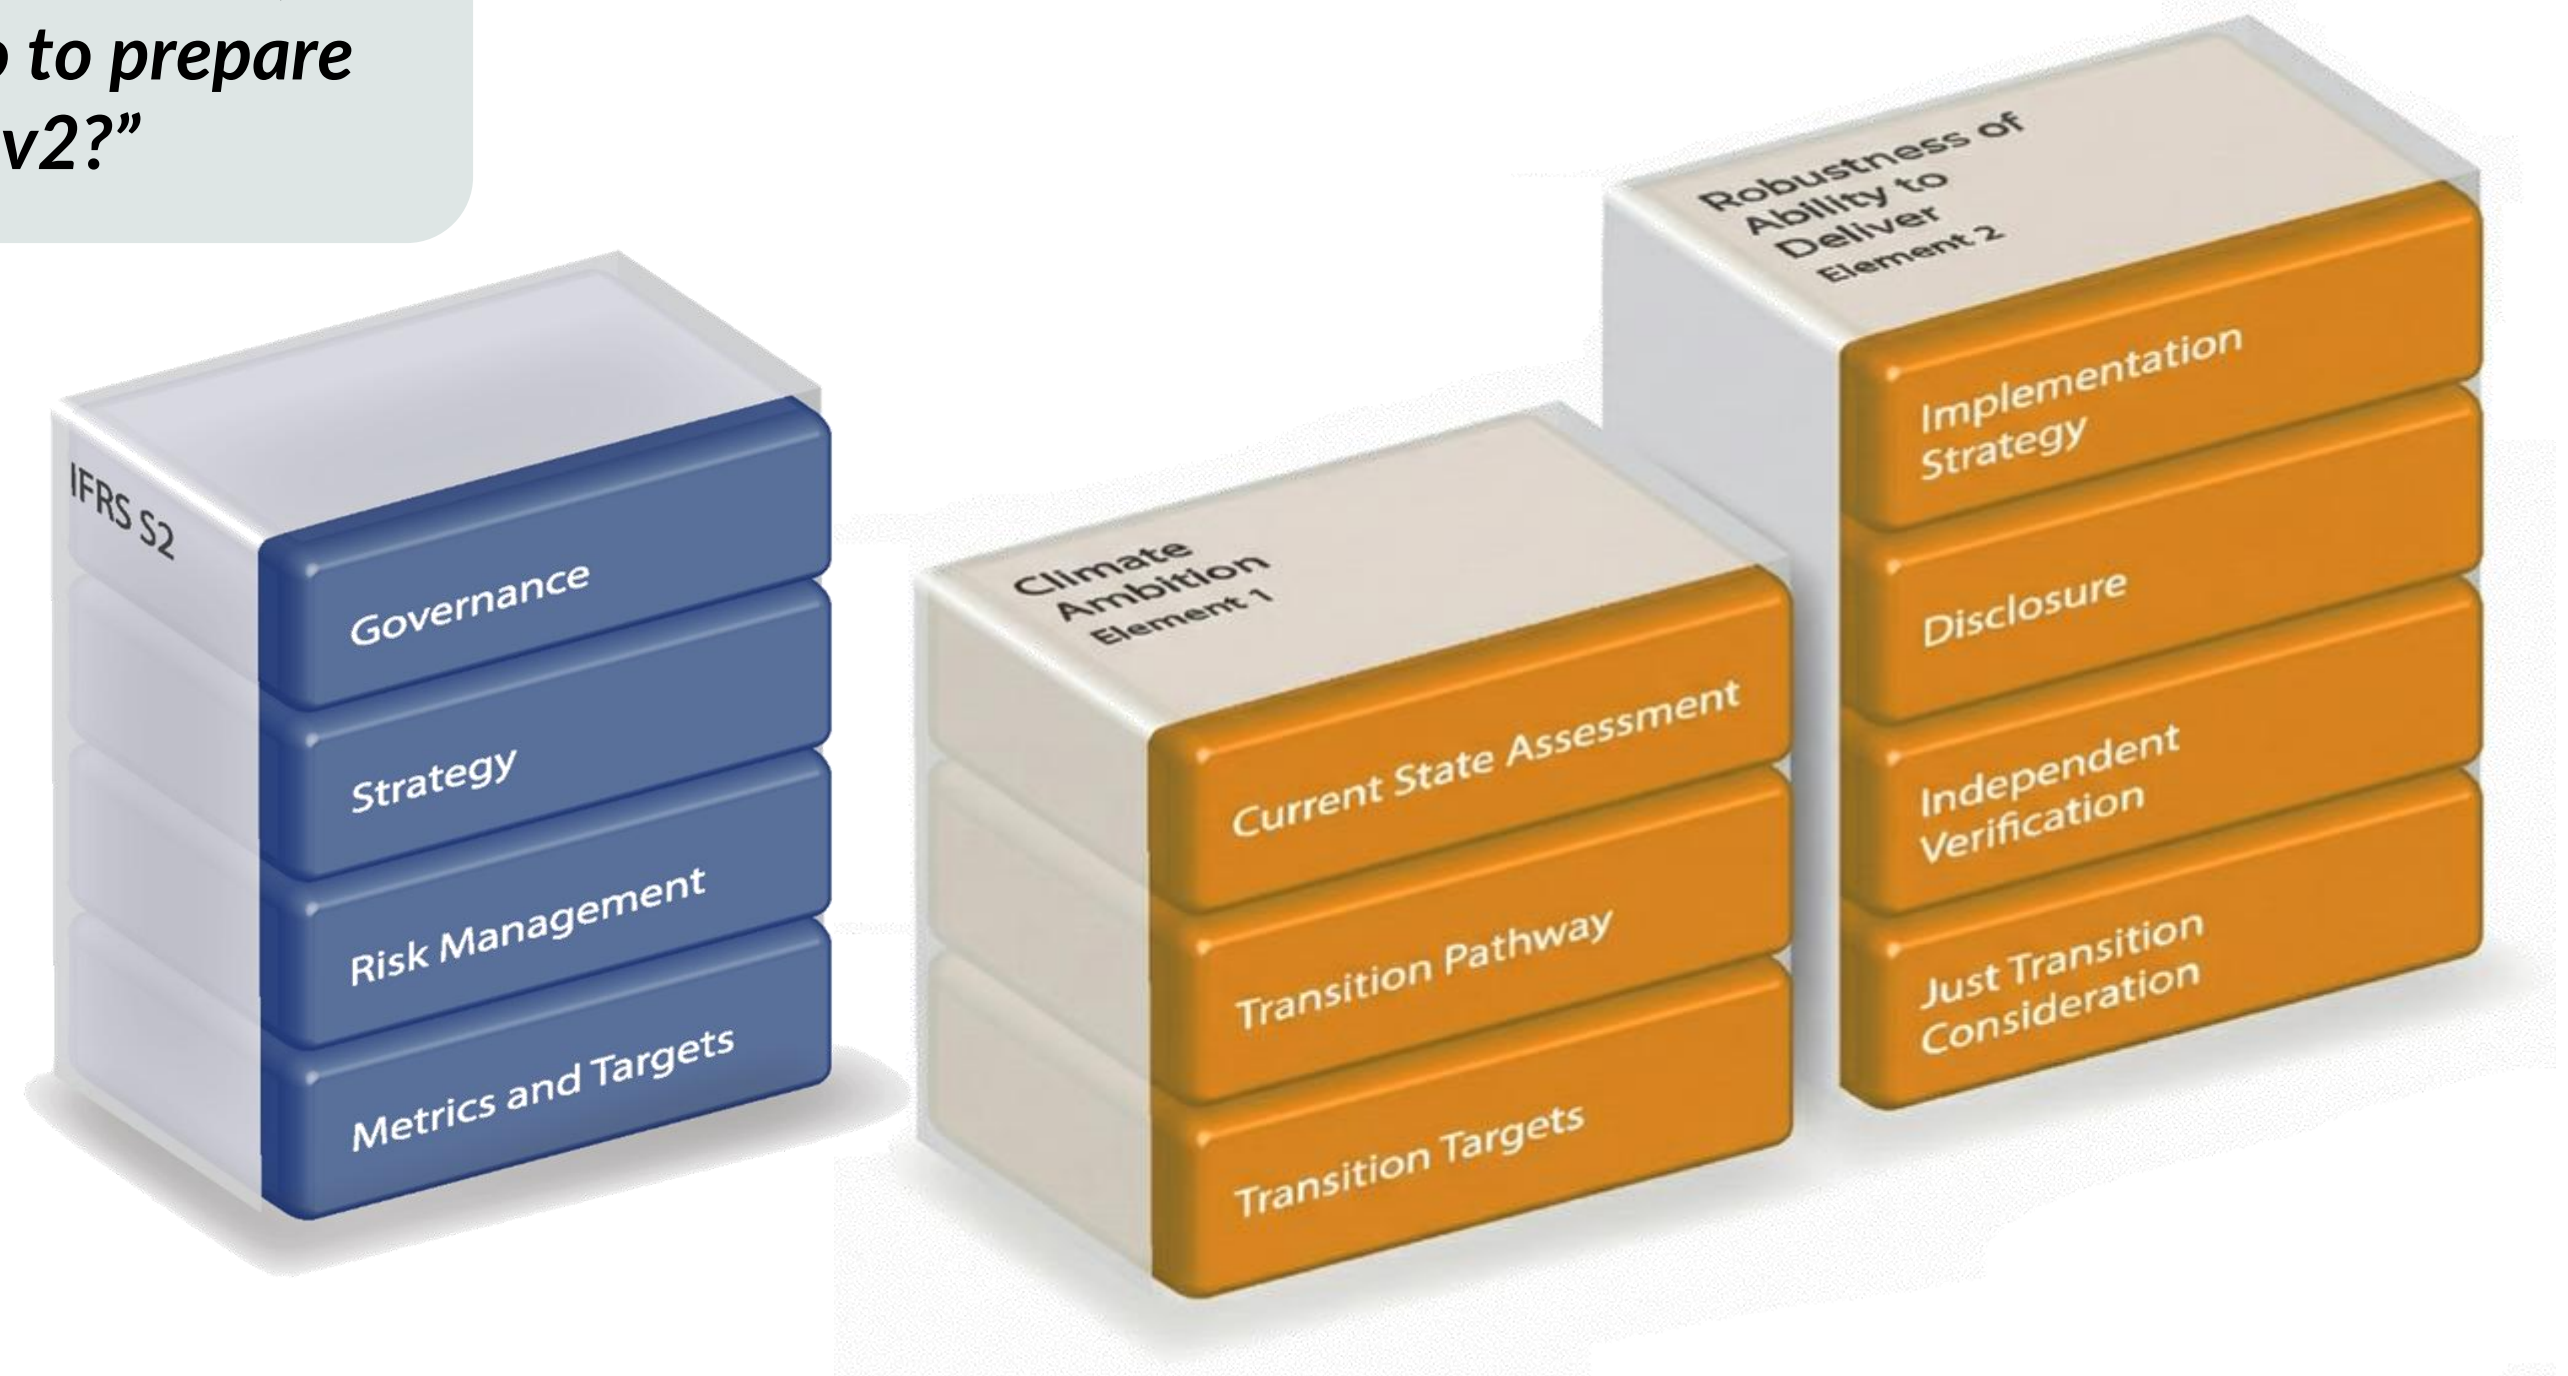 to prepare
v2?”
IFRS S2
Governance
Strategy
Risk Management
Metrics and Targets
Climate
Ambition
Element 1
Current State Assessment
Transition Pathway
Transition Targets
Robustness of
Ability to
Deliver
Element 2
Implementation
Strategy
Disclosure
Independent
Verification
Just Transition
Consideration